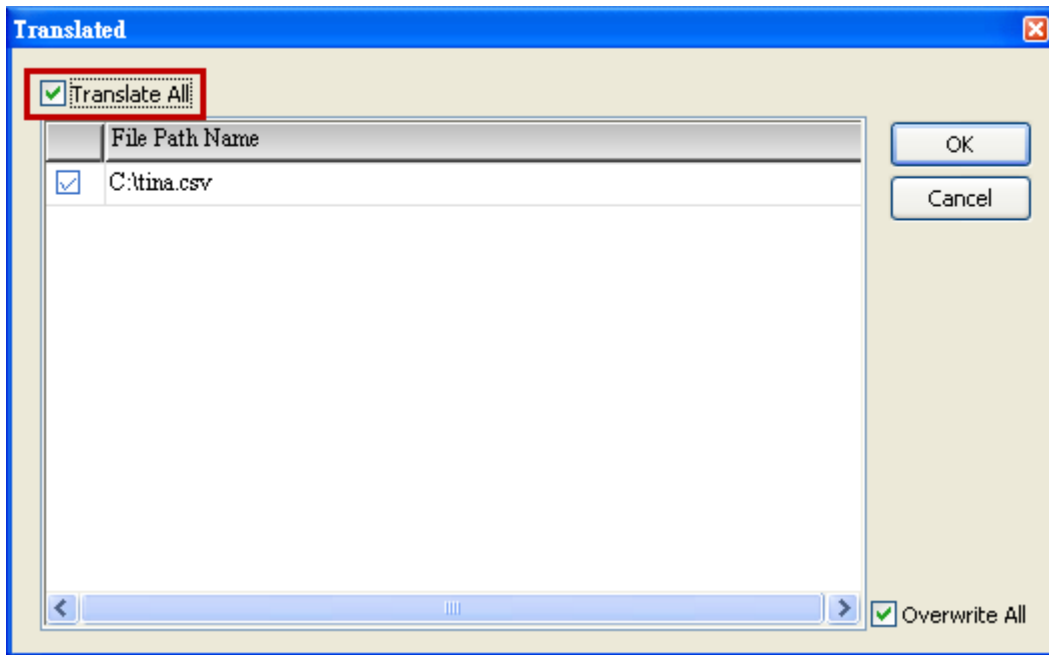 Translated
Translate All
File Path Name
C:\tina.csv
OK
Cancel
Overwrite All